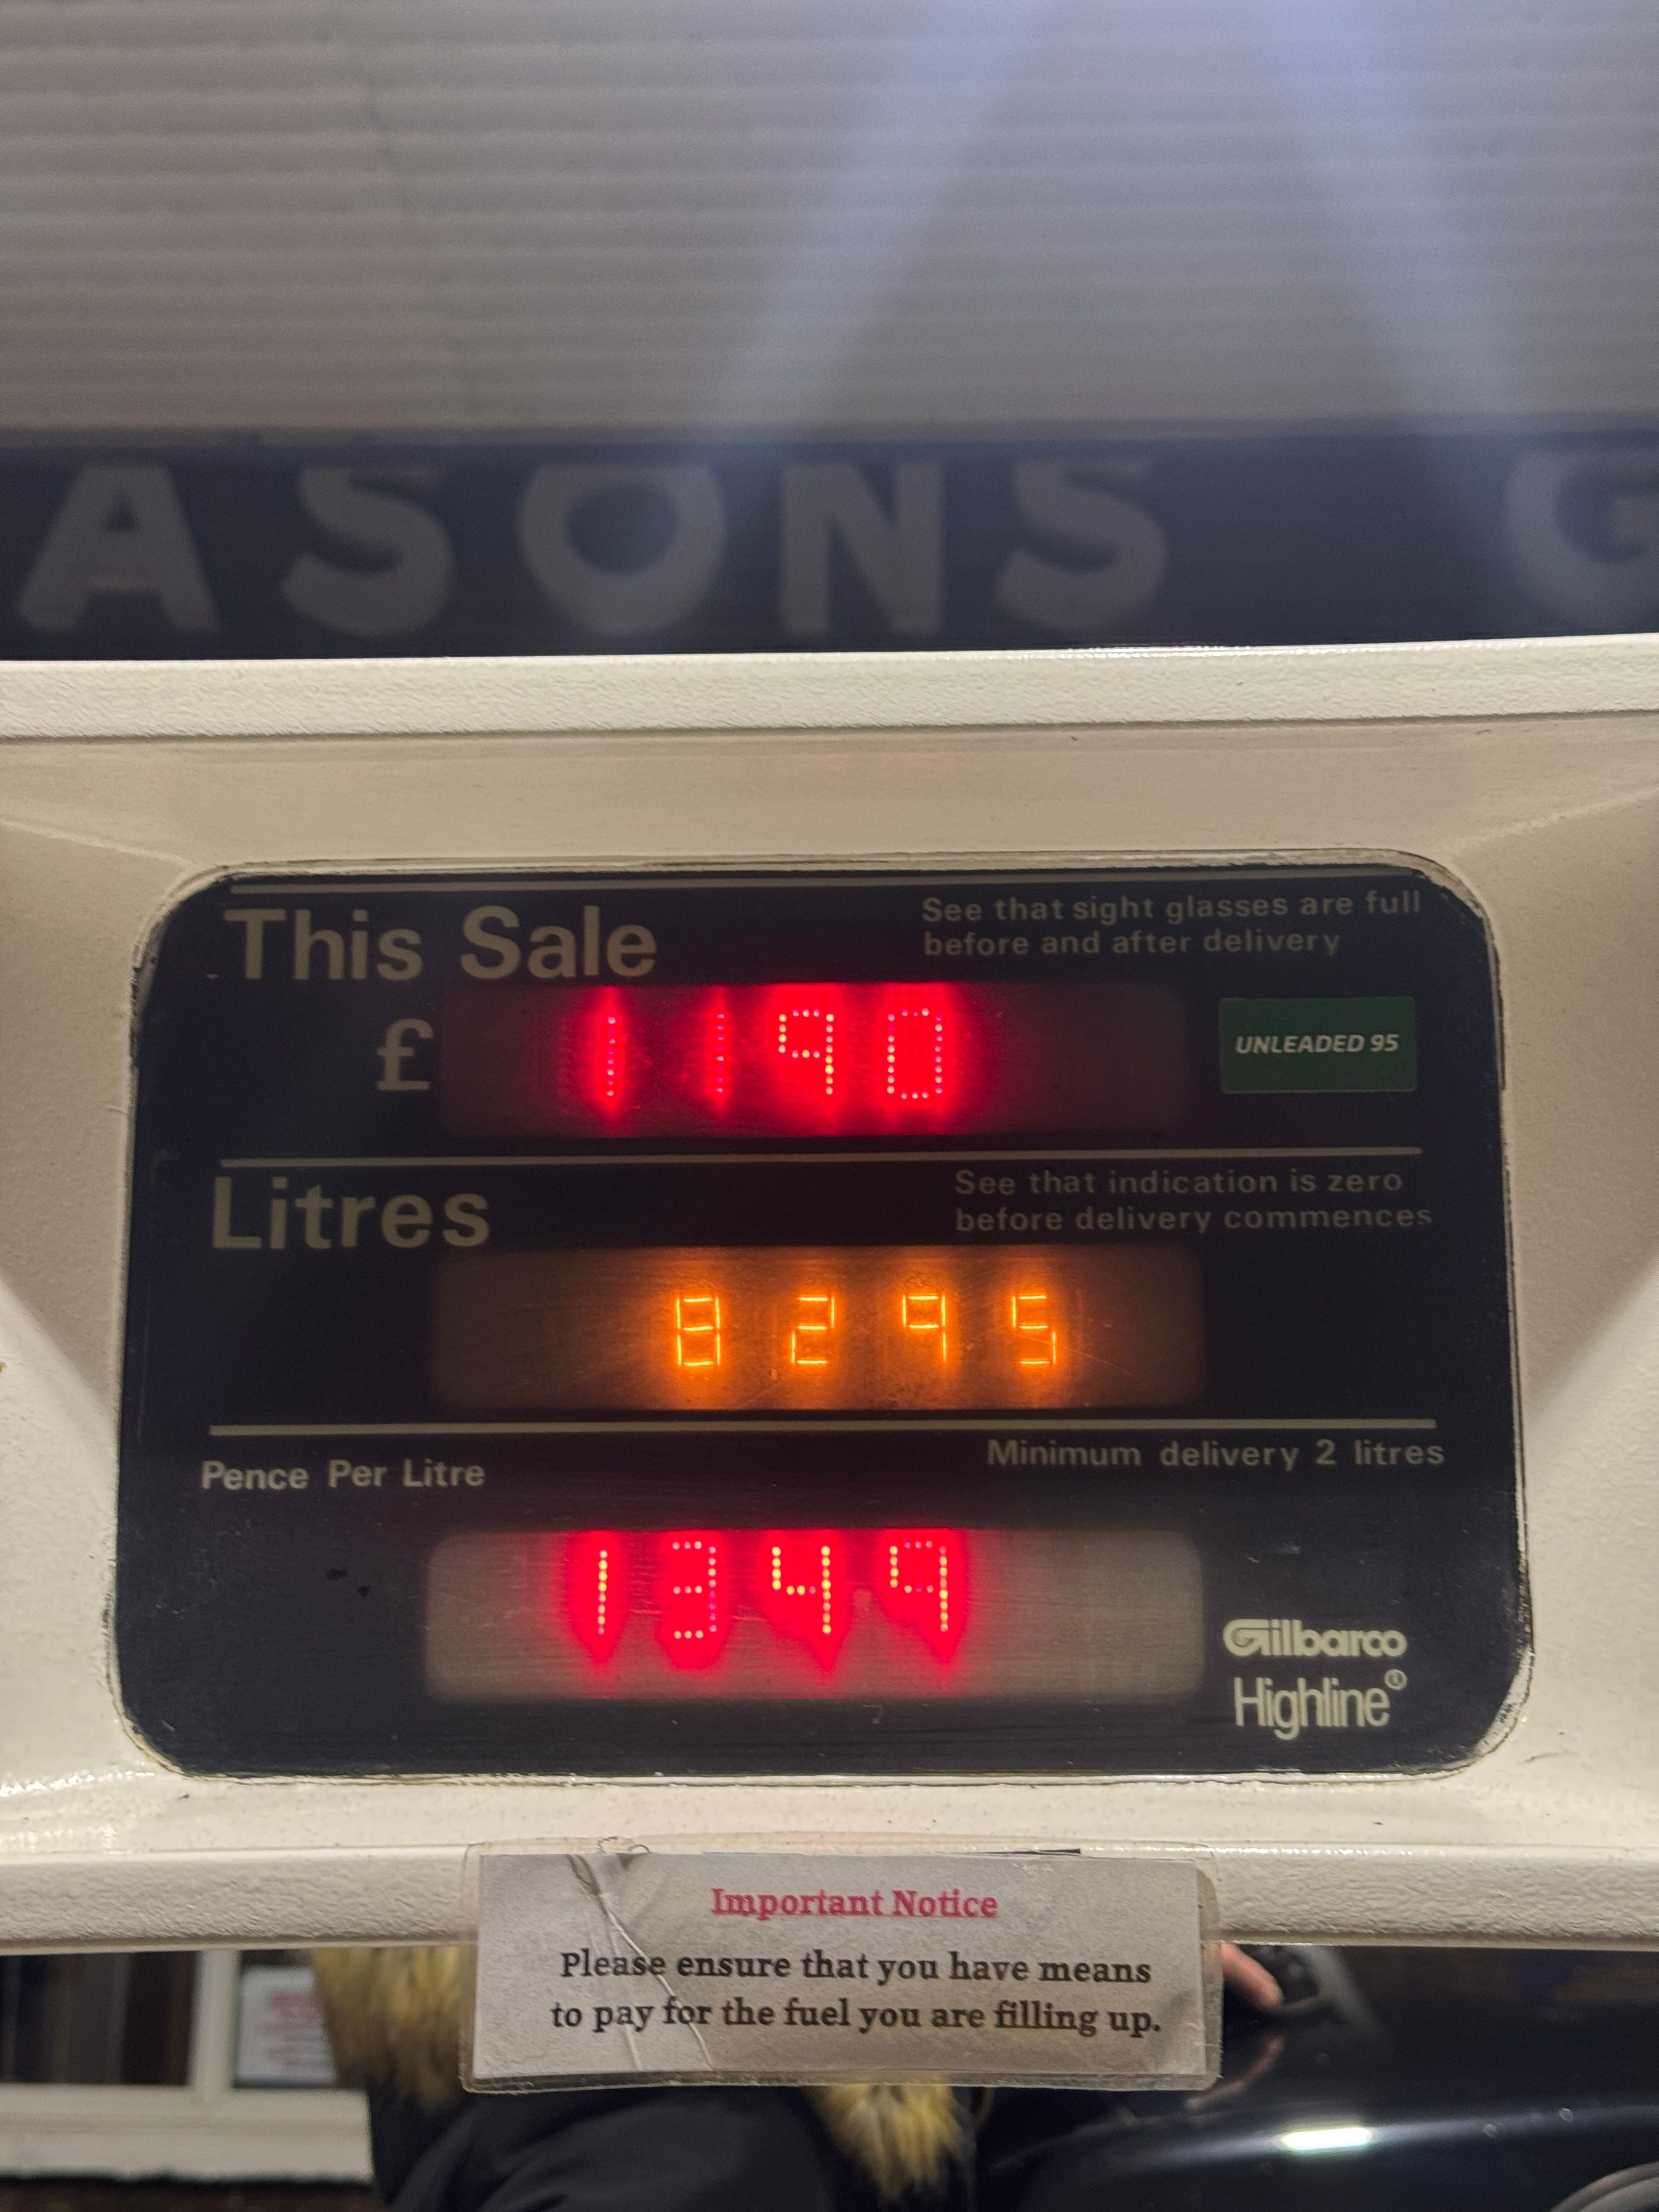 ASONS G
This Sale
See that sight glasses are full
before and after delivery
£ 1190
UNLEADED 95
Litres
See that indication is zero
before delivery commences
8295
Pence Per Litre
Minimum delivery 2 litres
1349
Gilbarco
Highline®
Important Notice
Please ensure that you have means
to pay for the fuel you are filling up.